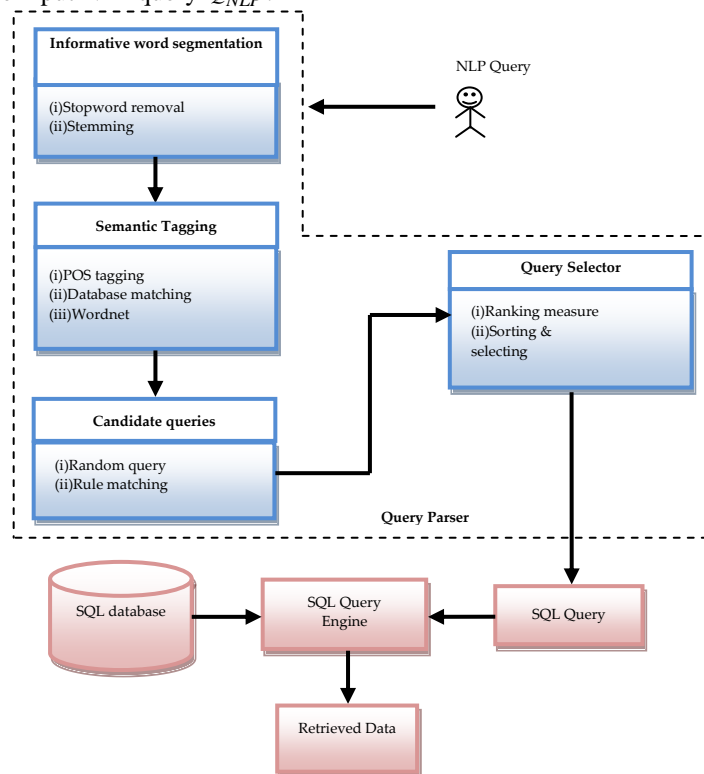 Informative word segmentation
(i)Stopword removal
(ii)Stemming
NLP Query
Semantic Tagging
(i)POS tagging
(ii)Database matching
(iii)Wordnet
Query Selector
(i)Ranking measure
(ii)Sorting &
selecting
Candidate queries
(i)Random query
(ii)Rule matching
Query Parser
SQL database
SQL Query
Engine
SQL Query
Retrieved Data